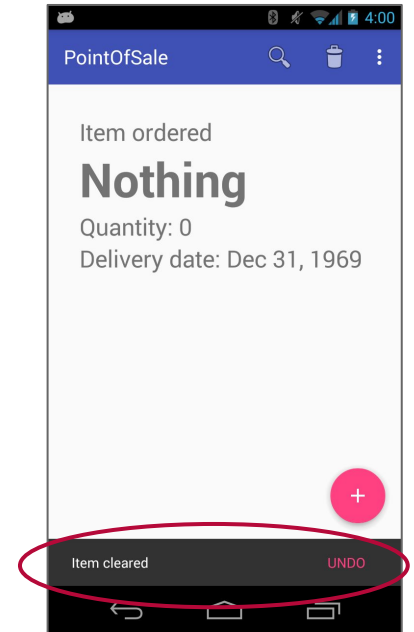 4:00
PointOfSale
Item ordered
Nothing
Quantity: 0
Delivery date: Dec 31, 1969
+
Item cleared UNDO